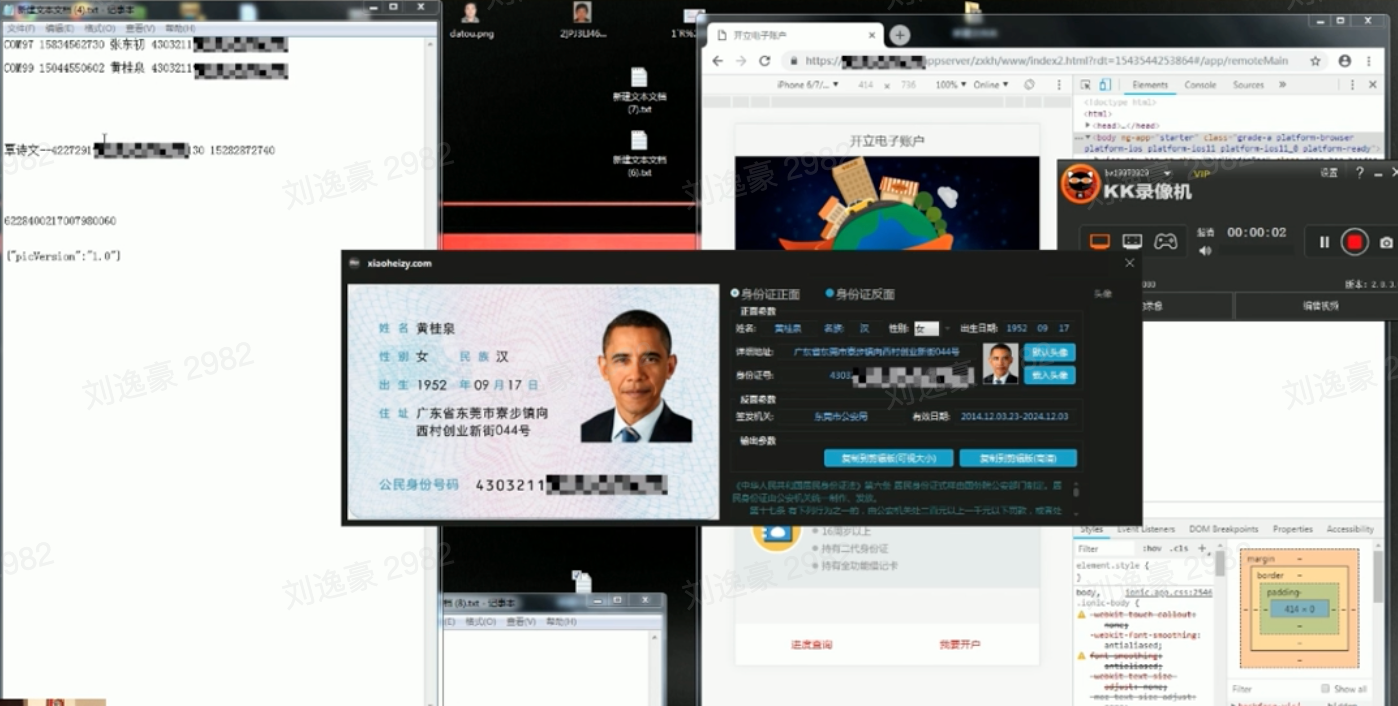 新建文本文档 (4).txt - 记事本
文件(F) 编辑(E) 格式(O) 查看(V) 帮助(H)
COM97 15834562730 张东初 4303211
COM99 15044550602 黄桂泉 4303211
覃诗文--4227291 130 15282872740
6228400217007980060
{"picVersion":"1.0"}
datou.png
新建文本文档
(7).txt
新建文本文档
(6).txt
开立电子账户
https:// appserver/zxkh/www/index2.html?rdt=1543544253864#/app/remoteMain
iPhone 6/7/... 414 × 736 100% Online
Elements Console Sources »
<!doctype html>
<html>
<head>…</head>
<body ng-app="starter" class="grade-a platform-browser
platform-ios platform-ios11 platform-ios11_0 platform-ready">
开立电子账户
VIP
设置
KK录像机
00:00:02
编辑视频
xiaoheizy.com
姓名 黄桂泉
性别 女 民族 汉
出生 1952 年 09 月 17 日
住址 广东省东莞市寮步镇向
西村创业新街044号
公民身份号码 4303211
身份证正面 身份证反面
头像
正面参数
姓名: 黄桂泉 名族: 汉 性别: 女 出生日期: 1952 09 17
详细地址: 广东省东莞市寮步镇向西村创业新街044号
默认头像
身份证号: 4303
载入头像
反面参数
签发机关: 东莞市公安局 有效日期: 2014.12.03.23-2024.12.03
输出参数
复制到剪辑板(可视大小) 复制到剪辑板(高清)
《中华人民共和国居民身份证法》第六条 居民身份证式样由国务院公安部门制定。居
民身份证由公安机关统一制作、发放。
第十七条 有下列行为之一的，由公安机关处二百元以上一千元以下罚款，或者处
16周岁以上
持有二代身份证
持有全功能借记卡
进度查询 我要开户
(8).txt - 记事本
格式(O) 查看(V) 帮助(H)
Styles Event Listeners DOM Breakpoints Properties Accessibility
Filter :hov .cls +
element.style {
}
body, ionic.app.css:2546
.ionic-body {
-webkit-touch-callout:
none;
-webkit-font-smoothing:
antialiased;
font-smoothing:
antialiased;
-webkit-text-size-
adjust: none;
-moz-text-size-adjust:
margin
border
padding
414 × 0
Filter Show all
刘逸豪 2982